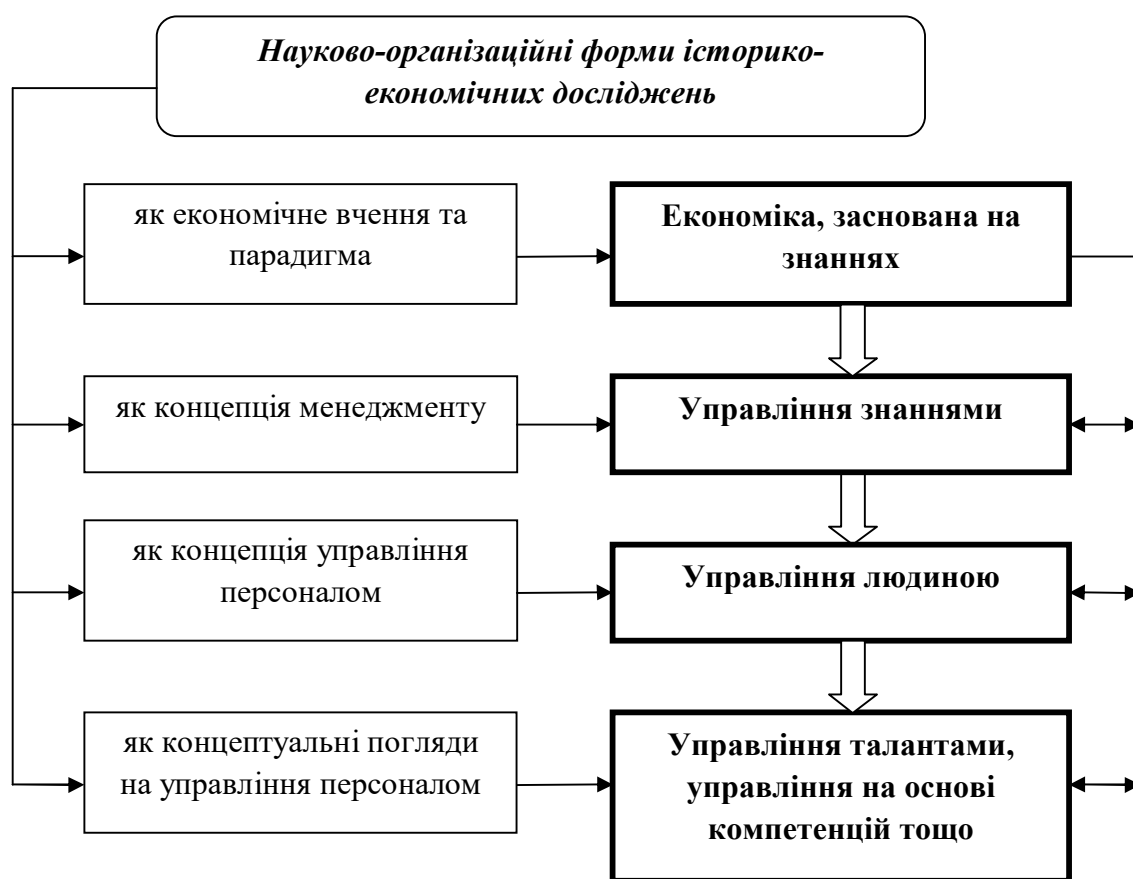 Науково-організаційні форми історико-
економічних досліджень
як економічне вчення та
парадигма
Економіка, заснована на
знаннях
як концепція менеджменту
Управління знаннями
як концепція управління
персоналом
Управління людиною
як концептуальні погляди
на управління персоналом
Управління талантами,
управління на основі
компетенцій тощо